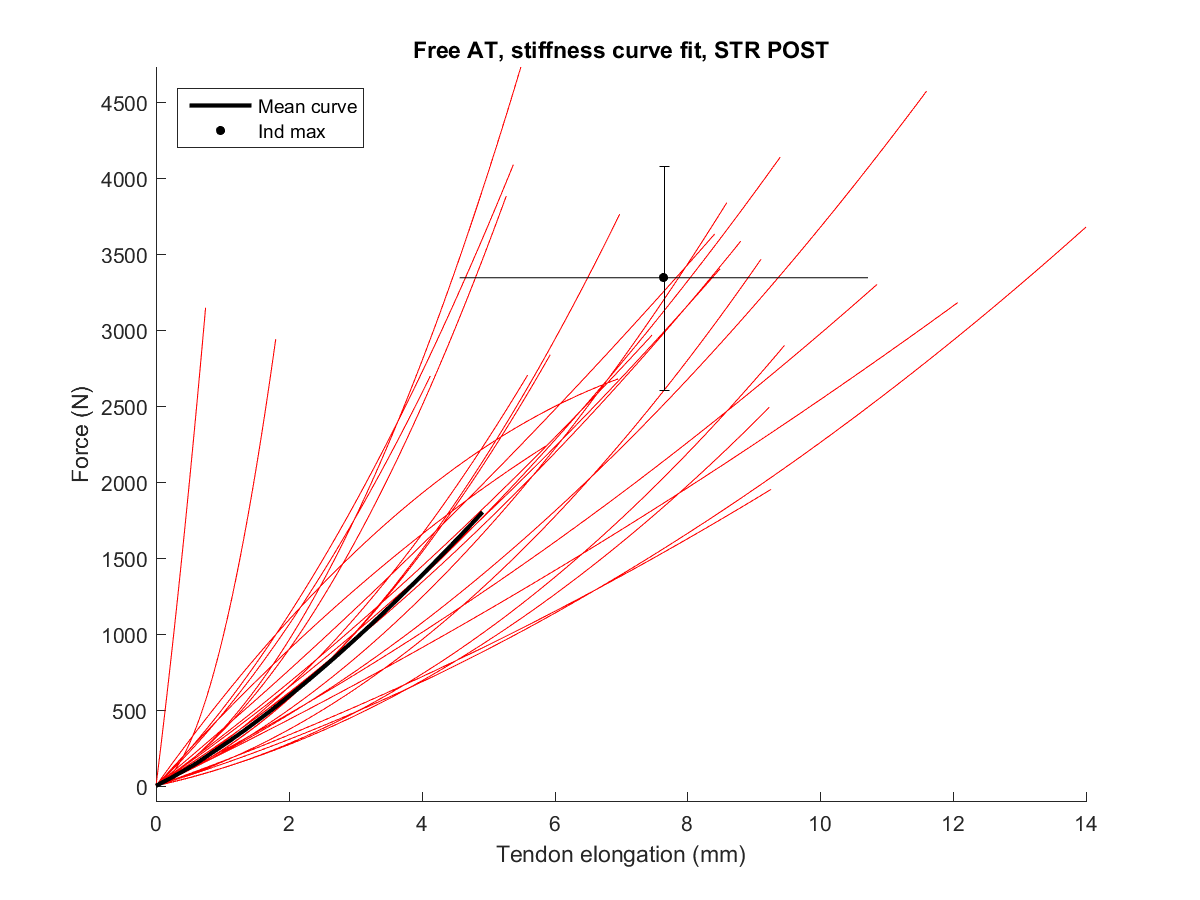 Free AT, stiffness curve fit, STR POST
Mean curve
Ind max
4500
4000
3500
3000
2500
2000
1500
1000
500
0
Force (N)
0 2 4 6 8 10 12 14
Tendon elongation (mm)